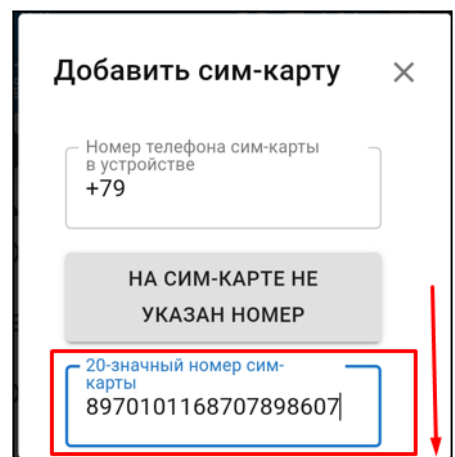 Добавить сим-карту
Номер телефона сим-карты
в устройстве
+79
НА СИМ-КАРТЕ НЕ
УКАЗАН НОМЕР
20-значный номер сим-
карты
8970101168707898607